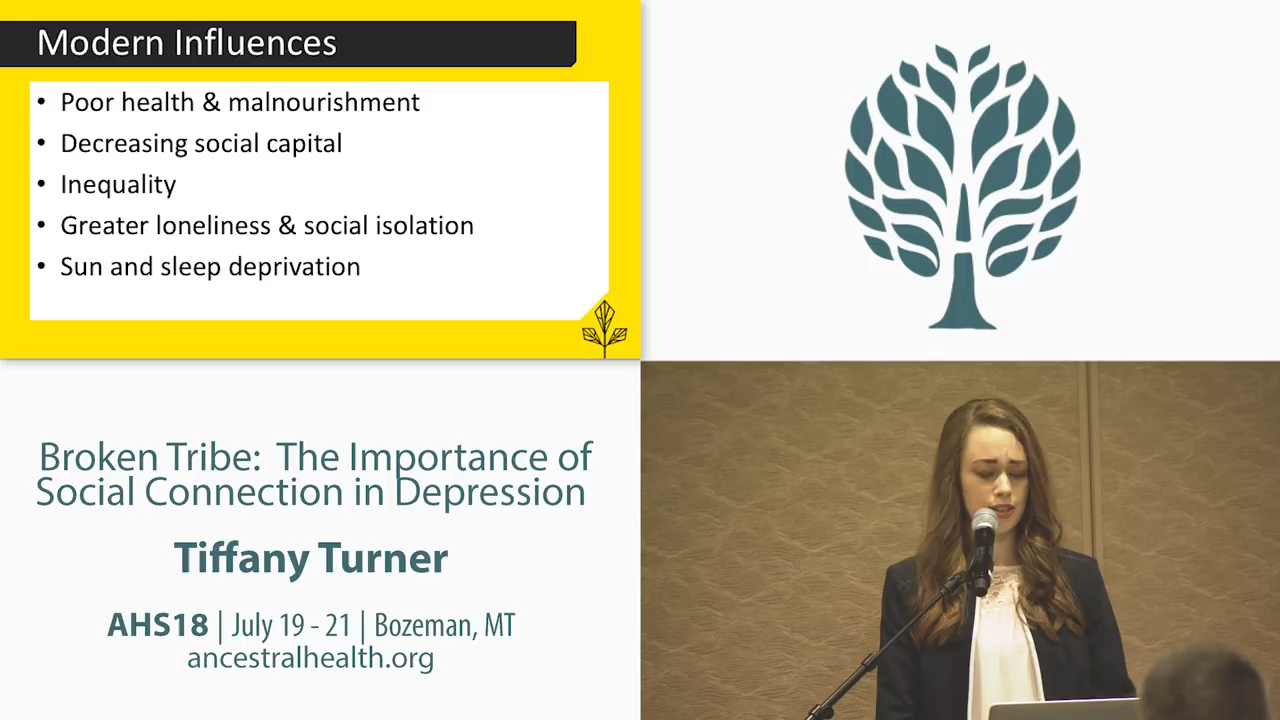 Modern Influences
• Poor health & malnourishment
• Decreasing social capital
• Inequality
• Greater loneliness & social isolation
• Sun and sleep deprivation
Broken Tribe: The Importance of
Social Connection in Depression
Tiffany Turner
AHS18 | July 19 - 21 | Bozeman, MT
ancestralhealth.org